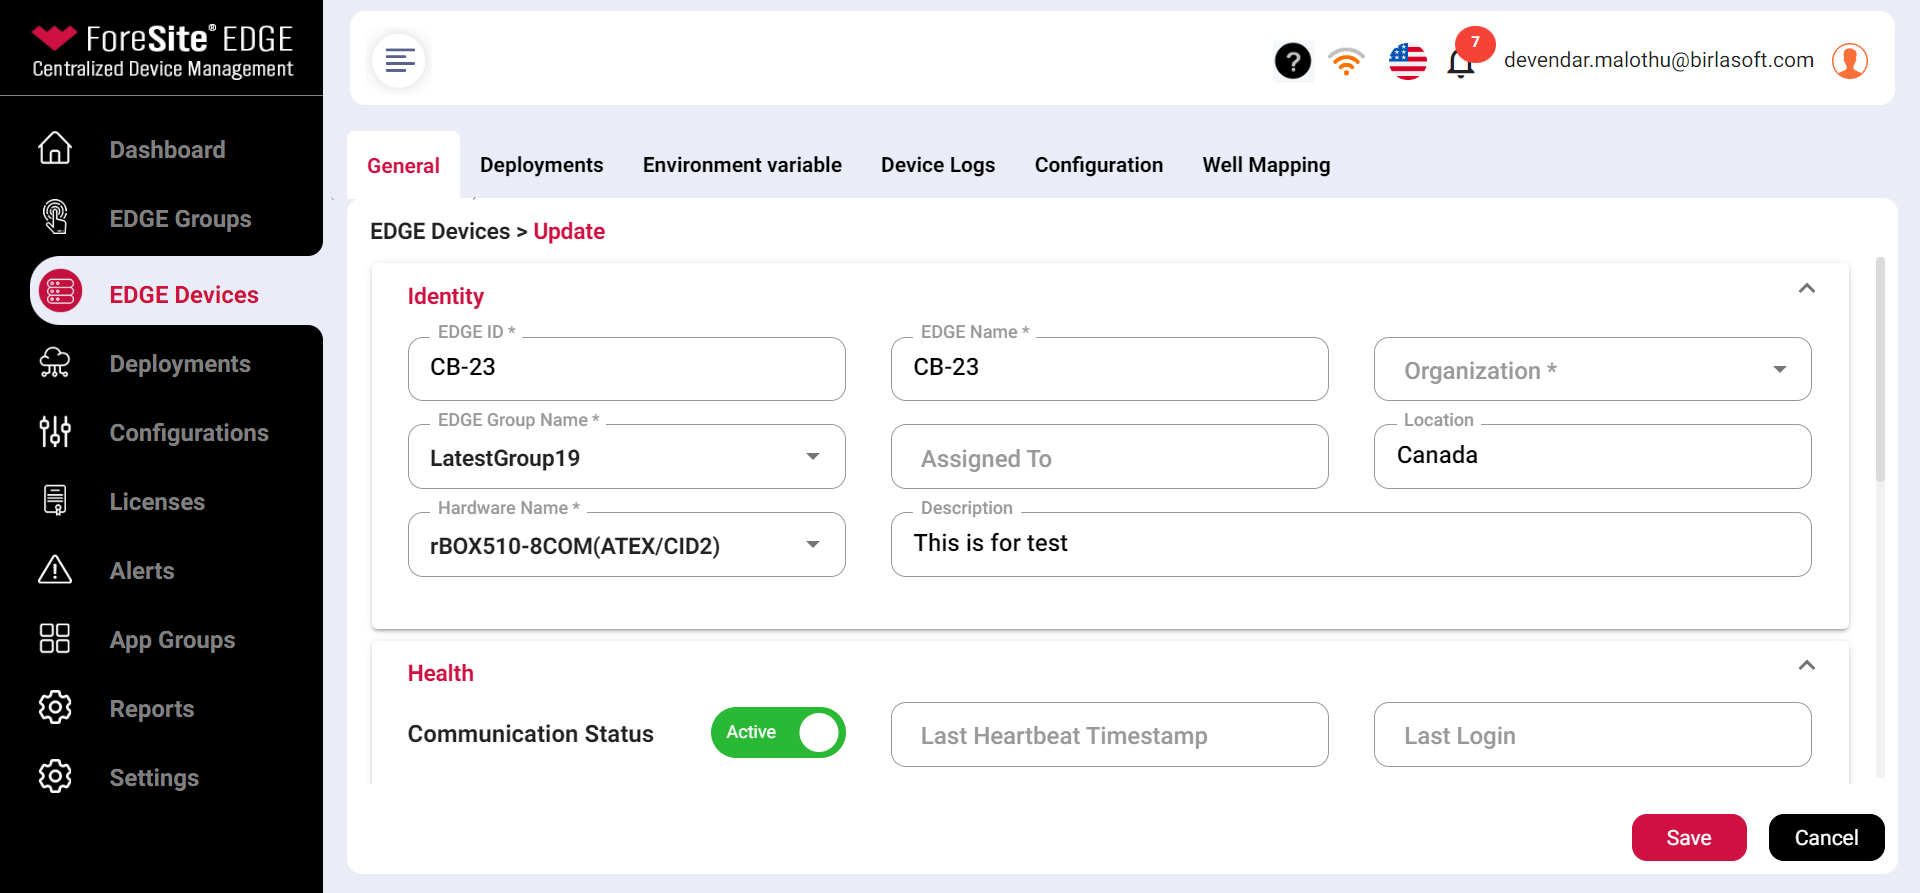 ForeSite® EDGE
Centralized Device Management
Dashboard
EDGE Groups
EDGE Devices
Deployments
Configurations
Licenses
Alerts
App Groups
Reports
Settings
?
7
devendar.malothu@birlasoft.com
General
Deployments
Environment variable
Device Logs
Configuration
Well Mapping
EDGE Devices > Update
Identity
EDGE ID *
CB-23
EDGE Name *
CB-23
Organization *
EDGE Group Name *
LatestGroup19
Assigned To
Location
Canada
Hardware Name *
rBOX510-8COM(ATEX/CID2)
Description
This is for test
Health
Communication Status
Active
Last Heartbeat Timestamp
Last Login
Save
Cancel